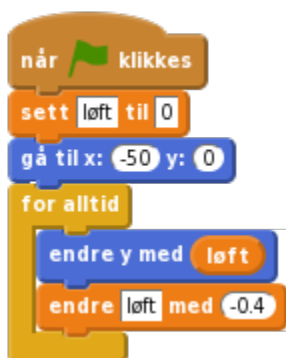 når klikkes
sett løft til 0
gå til x: -50 y: 0
for alltid
endre y med løft
endre løft med -0.4